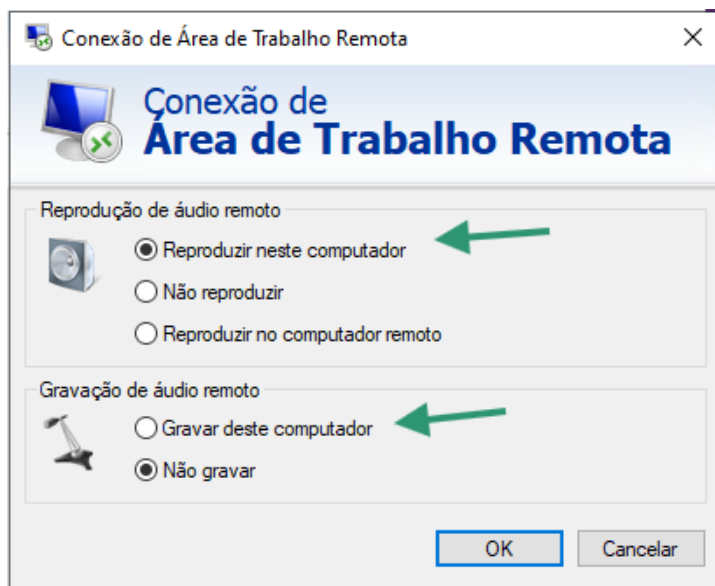 Conexão de Área de Trabalho Remota
Conexão de
Área de Trabalho Remota
Reprodução de áudio remoto
Reproduzir neste computador
Não reproduzir
Reproduzir no computador remoto
Gravação de áudio remoto
Gravar deste computador
Não gravar
OK
Cancelar